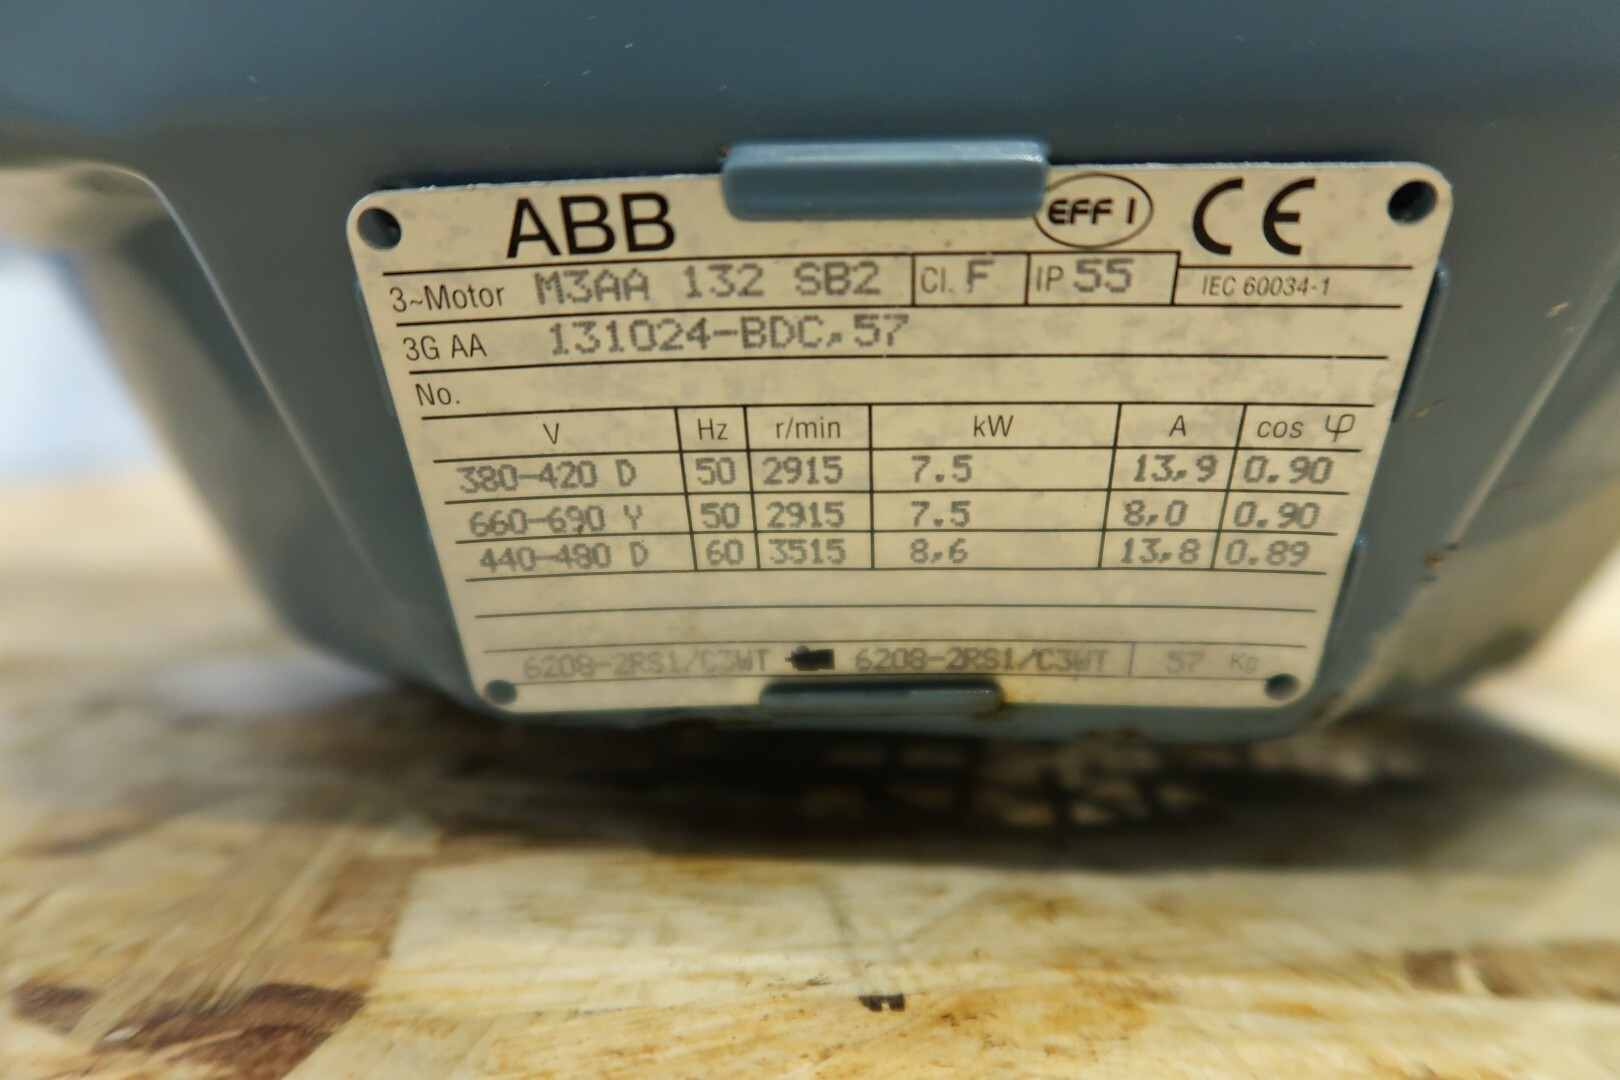 ABB EFF 1 CE
3~Motor M3AA 132 SB2 Cl. F IP 55 IEC 60034-1
3G AA 131024-BDC,57
No.
V Hz r/min kW A cos φ
380-420 D 50 2915 7.5 13,9 0.90
660-690 Y 50 2915 7.5 8,0 0.90
440-480 D 60 3515 8,6 13,8 0.89
6208-2RS1/C3WT 6208-2RS1/C3WT 57 Kg